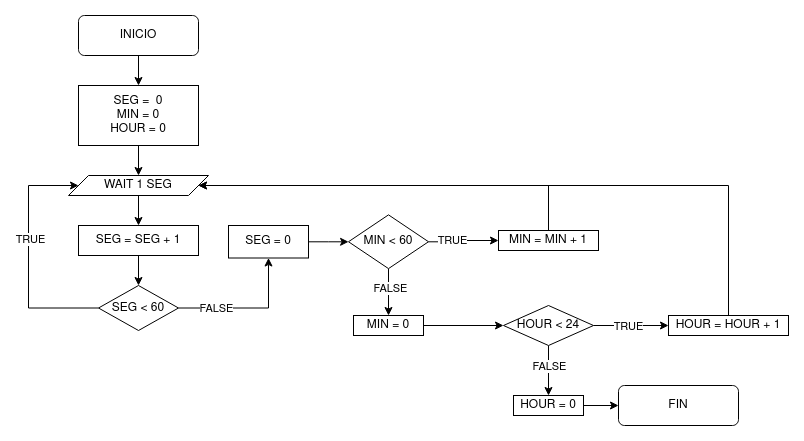 INICIO
SEG = 0
MIN = 0
HOUR = 0
WAIT 1 SEG
SEG = SEG + 1
SEG < 60
TRUE
FALSE
SEG = 0
MIN < 60
TRUE
MIN = MIN + 1
FALSE
MIN = 0
HOUR < 24
TRUE
HOUR = HOUR + 1
FALSE
HOUR = 0
FIN